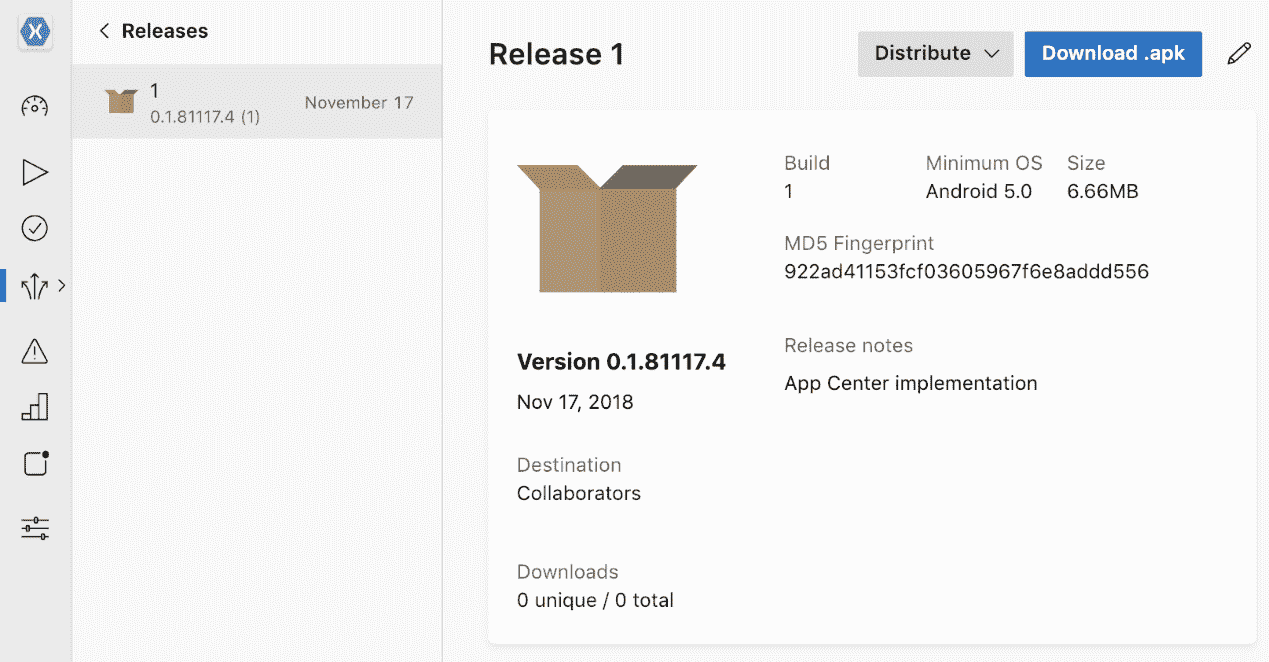 Releases
1
0.1.81117.4 (1)
November 17
Release 1
Distribute
Download .apk
Build
1
Minimum OS
Android 5.0
Size
6.66MB
MD5 Fingerprint
922ad41153fcf03605967f6e8addd556
Release notes
App Center implementation
Version 0.1.81117.4
Nov 17, 2018
Destination
Collaborators
Downloads
0 unique / 0 total